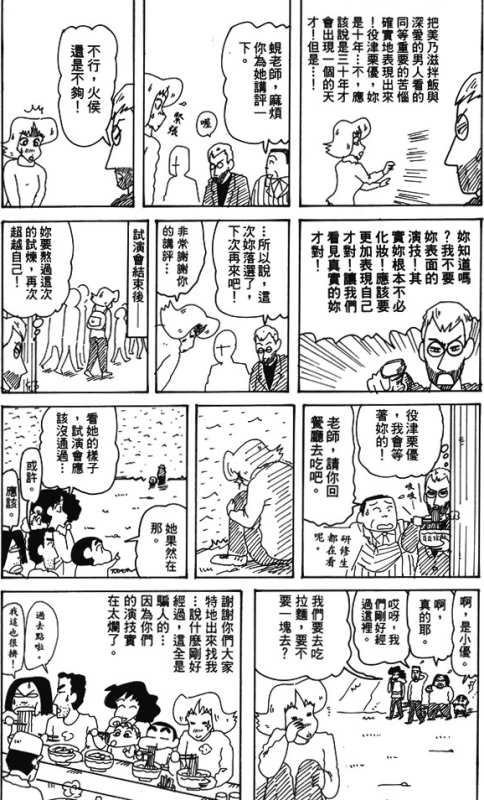 把美乃滋拌飯與
深愛的男人看的
同等重要的苦惱
確實地表現出來
!役津栗優,妳
是十年…不,應
該說是三十年才
會出現一個的天
才!但是…!
蜆老師,麻煩
你為她講評一
下。
喔
緊張
不行,火侯
還是不夠!
妳知道嗎
?我不要
妳表面的
演技!其
實妳根本不必
化妝!應該要
更加表現自己
才對!讓我們
看見真實的妳
才對!
…所以說,這
次妳落選了,
下次再來吧!
非常謝謝你
的講評…
試演會結束後——
妳要熬過這次
的試煉,再次
超越自己!
役津栗優
,我會等
著妳的!
吸吸
老師,請你回
餐廳去吃吧。
研修生
都在看
呢。
她果然在
那。
看她的樣子
,試演會應
該沒通過…
或許。
應該。
啊,是小優。
啊,
真的耶。
哎呀,我
們剛好經
過這裡。
我們要去吃
拉麵,要不
要一塊去?
謝謝你們大家
特地出來找我
…說什麼剛好
經過,這全是
騙人的…
因為你們
的演技實
在太爛了。
過去點啦。
我這也很擠!